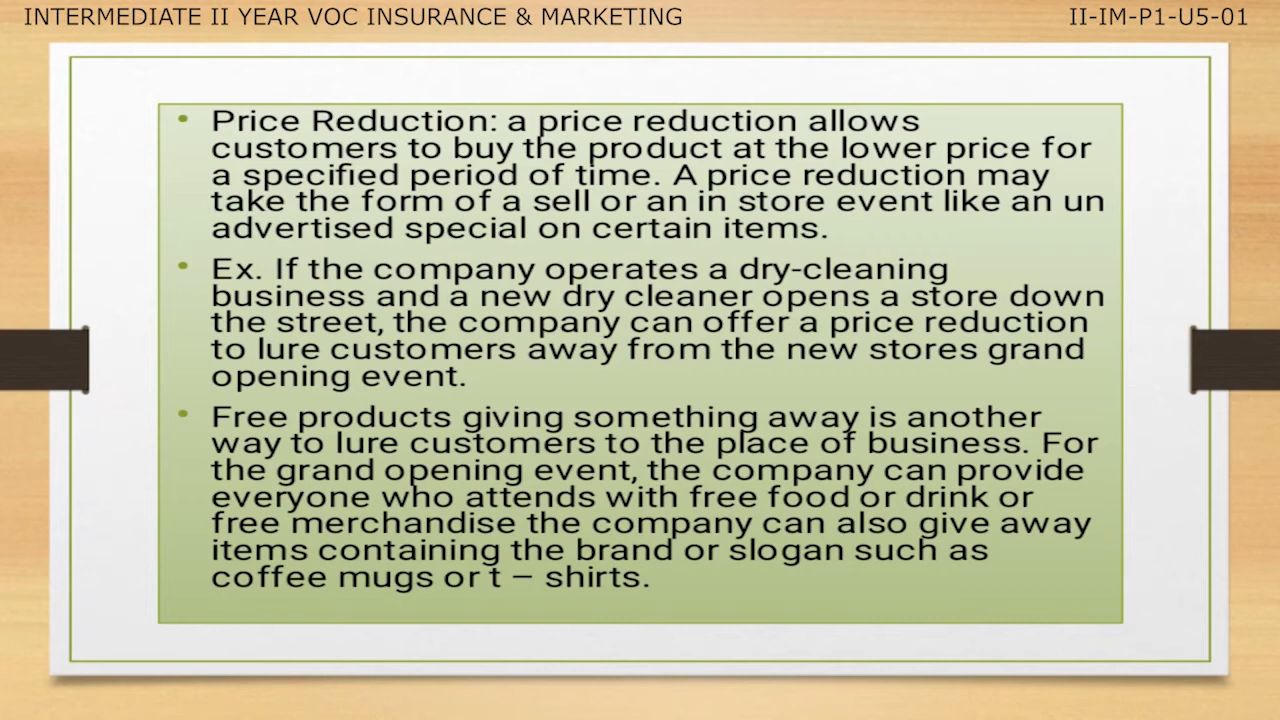 INTERMEDIATE II YEAR VOC INSURANCE & MARKETING
II-IM-P1-U5-01
• Price Reduction: a price reduction allows
customers to buy the product at the lower price for
a specified period of time. A price reduction may
take the form of a sell or an in store event like an un
advertised special on certain items.
• Ex. If the company operates a dry-cleaning
business and a new dry cleaner opens a store down
the street, the company can offer a price reduction
to lure customers away from the new stores grand
opening event.
• Free products giving something away is another
way to lure customers to the place of business. For
the grand opening event, the company can provide
everyone who attends with free food or drink or
free merchandise the company can also give away
items containing the brand or slogan such as
coffee mugs or t – shirts.